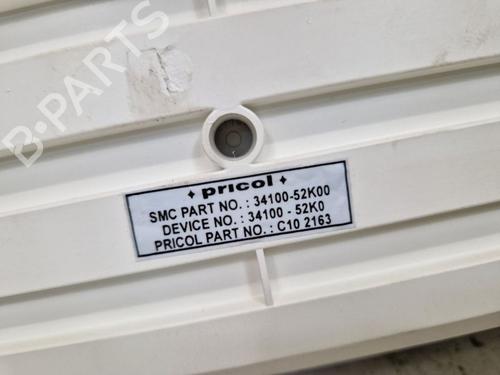 B-PARTS
✦ pricol ✦
SMC PART NO.: 34100-52K00
DEVICE NO.: 34100 - 52K0
PRICOL PART NO.: C10 2163